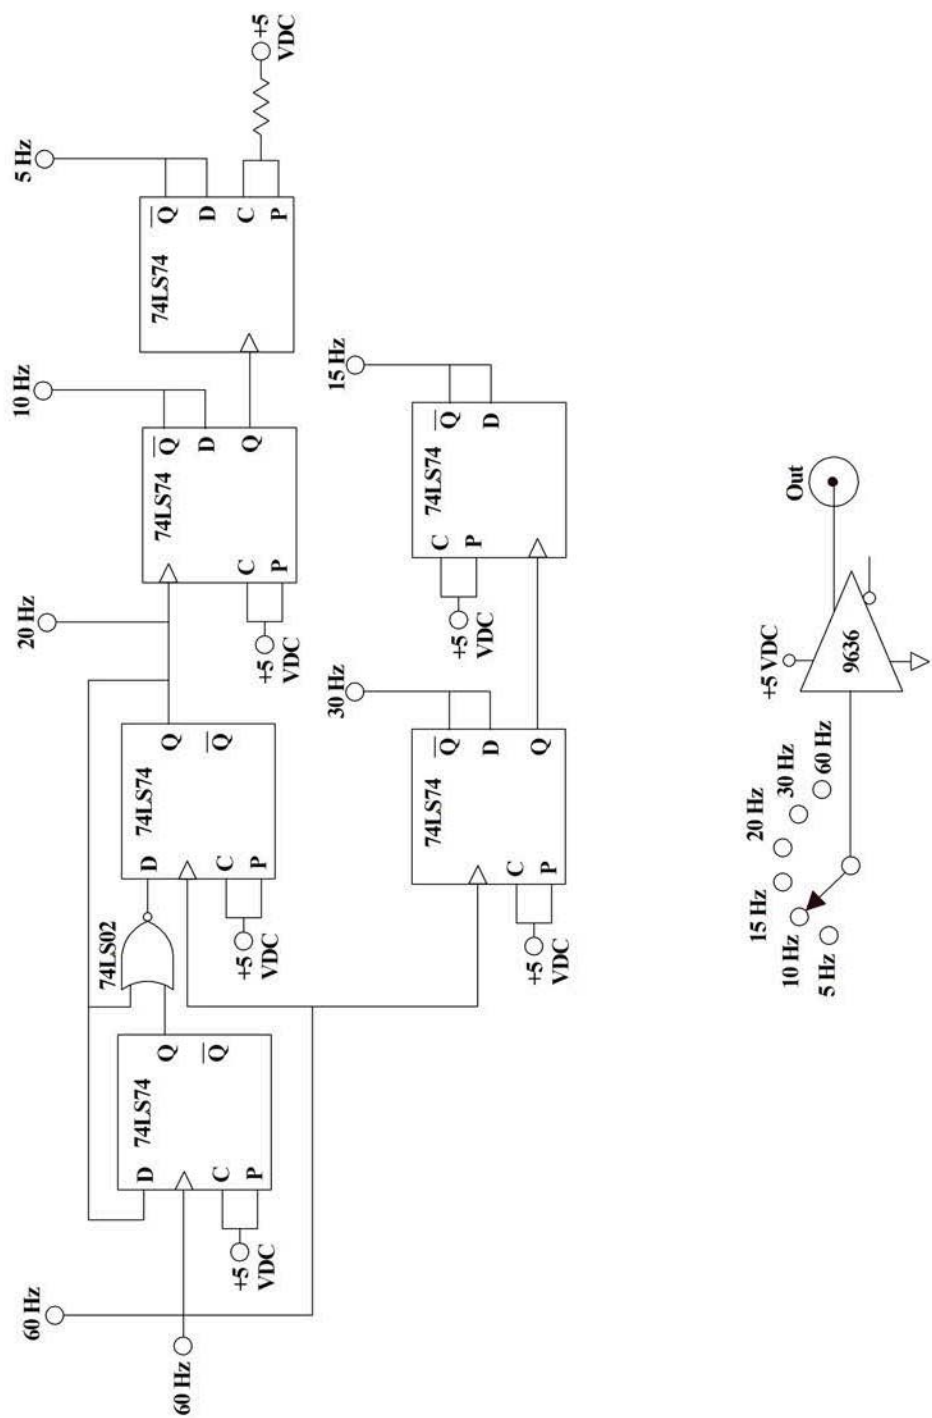 60 Hz
60 Hz
74LS74
D
Q
Q
C
P
+5
VDC
74LS02
74LS74
D
Q
Q
C
P
+5
VDC
20 Hz
74LS74
Q
D
Q
C
P
+5
VDC
10 Hz
74LS74
Q
D
C
P
+5
VDC
5 Hz
74LS74
Q
D
Q
C
P
+5
VDC
30 Hz
74LS74
C
P
Q
D
+5
VDC
15 Hz
5 Hz
10 Hz
15 Hz
20 Hz
30 Hz
60 Hz
+5 VDC
9636
Out